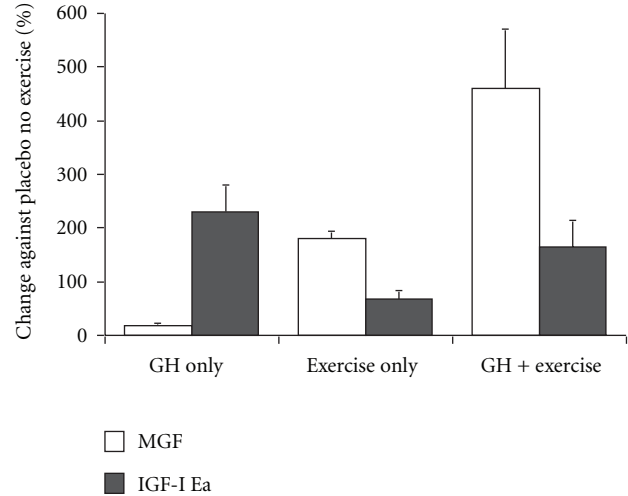 Change against placebo no exercise (%)
600
500
400
300
200
100
0
GH only
Exercise only
GH + exercise
MGF
IGF-I Ea